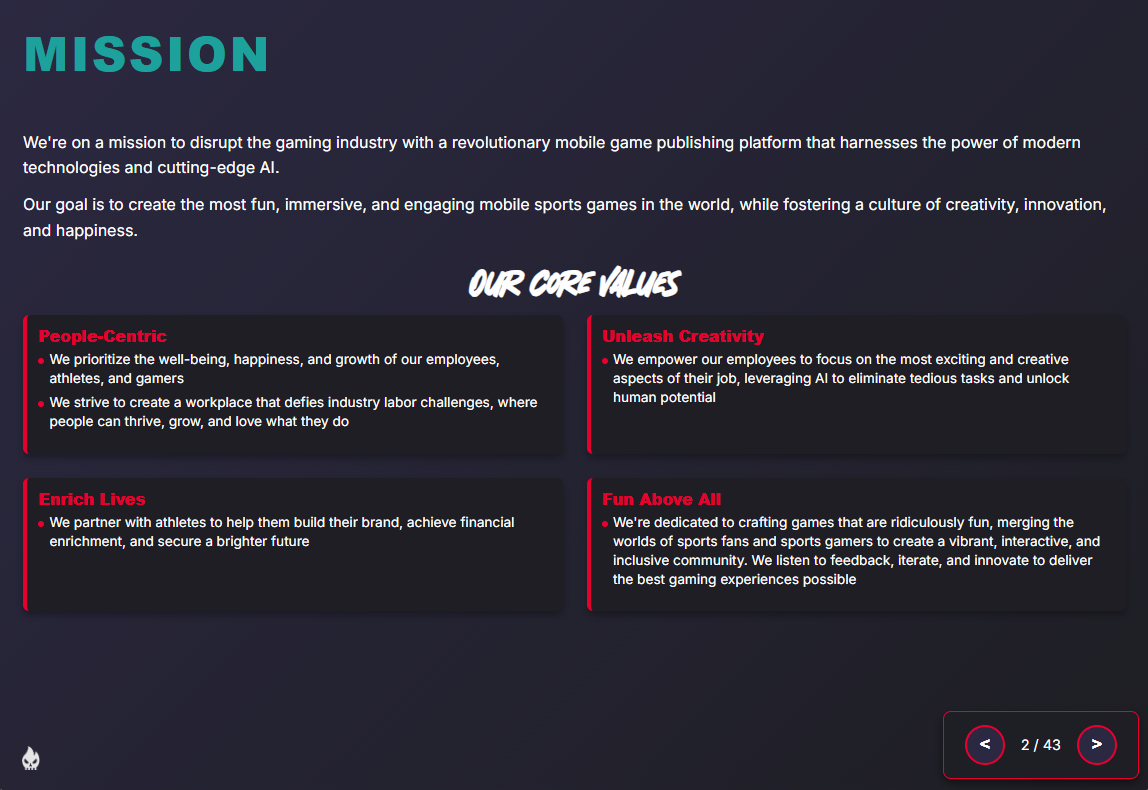 MISSION
We're on a mission to disrupt the gaming industry with a revolutionary mobile game publishing platform that harnesses the power of modern
technologies and cutting-edge AI.
Our goal is to create the most fun, immersive, and engaging mobile sports games in the world, while fostering a culture of creativity, innovation,
and happiness.
OUR CORE VALUES
People-Centric
• We prioritize the well-being, happiness, and growth of our employees,
athletes, and gamers
• We strive to create a workplace that defies industry labor challenges, where
people can thrive, grow, and love what they do
Unleash Creativity
• We empower our employees to focus on the most exciting and creative
aspects of their job, leveraging AI to eliminate tedious tasks and unlock
human potential
Enrich Lives
• We partner with athletes to help them build their brand, achieve financial
enrichment, and secure a brighter future
Fun Above All
• We're dedicated to crafting games that are ridiculously fun, merging the
worlds of sports fans and sports gamers to create a vibrant, interactive, and
inclusive community. We listen to feedback, iterate, and innovate to deliver
the best gaming experiences possible
< 2 / 43 >